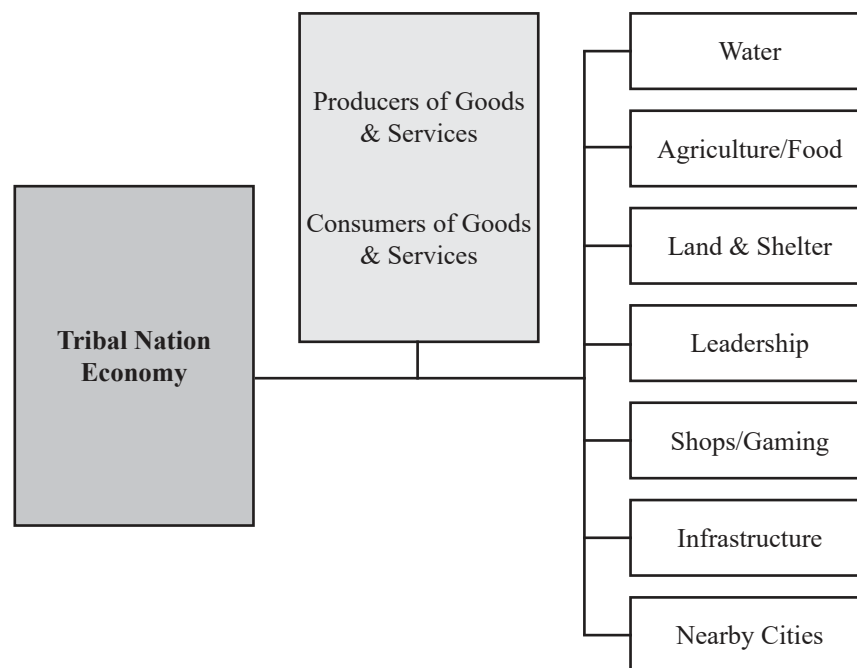 Tribal Nation
Economy
Producers of Goods
& Services
Consumers of Goods
& Services
Water
Agriculture/Food
Land & Shelter
Leadership
Shops/Gaming
Infrastructure
Nearby Cities